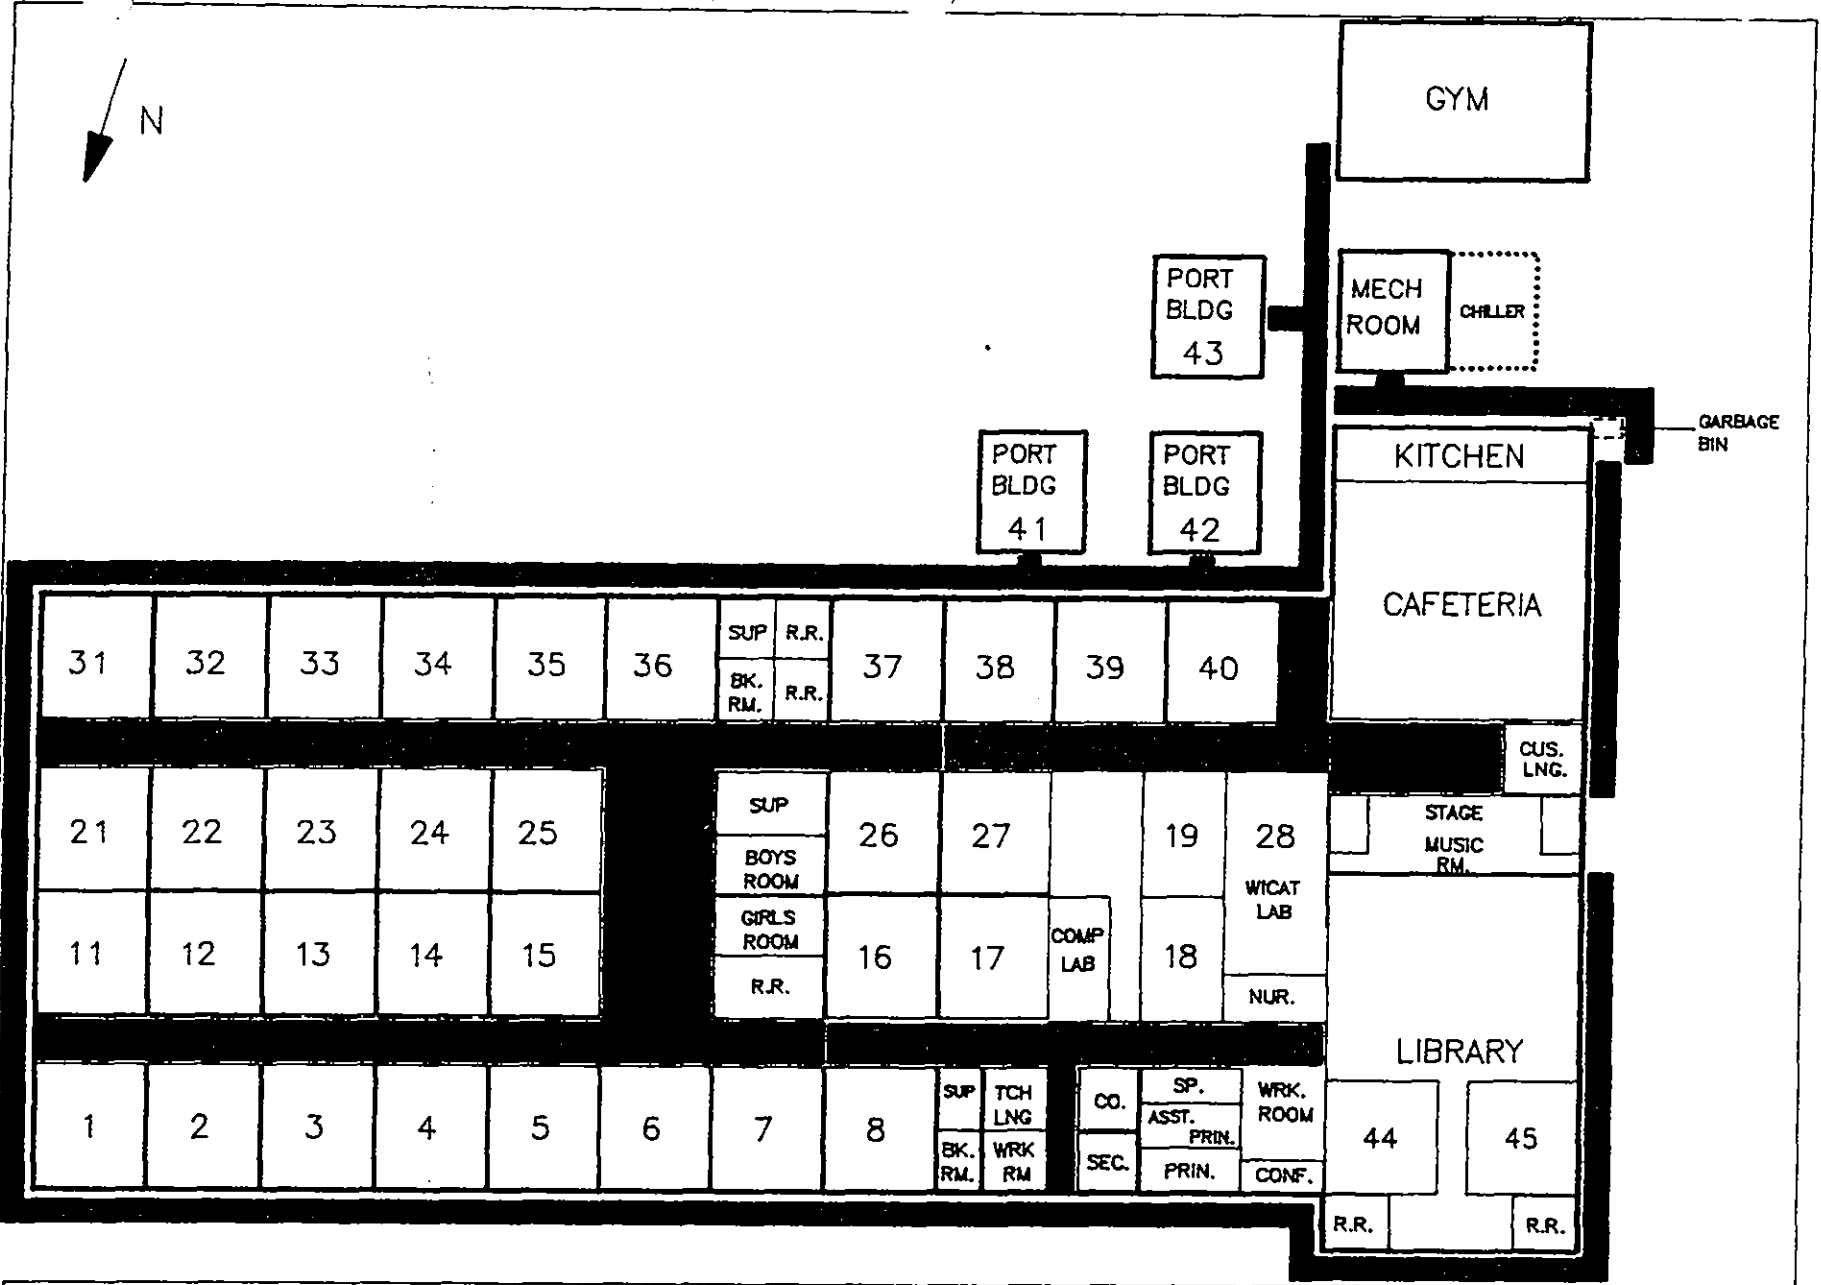 N
GYM
PORT
BLDG
43
MECH
ROOM
CHILLER
GARBAGE
BIN
PORT
BLDG
41
PORT
BLDG
42
KITCHEN
CAFETERIA
31 32 33 34 35 36
SUP R.R.
BK.
RM. R.R.
37 38 39 40
CUS.
LNG.
21 22 23 24 25
SUP
BOYS
ROOM
26 27 19 28
WICAT
LAB
STAGE
MUSIC
RM.
11 12 13 14 15
GIRLS
ROOM
R.R.
16 17
COMP
LAB
18
NUR.
LIBRARY
1 2 3 4 5 6 7 8
SUP
TCH
LNG
BK.
RM.
WRK
RM
CO.
SEC.
SP.
ASST.
PRIN.
PRIN.
WRK.
ROOM
CONF.
44 45
R.R. R.R.